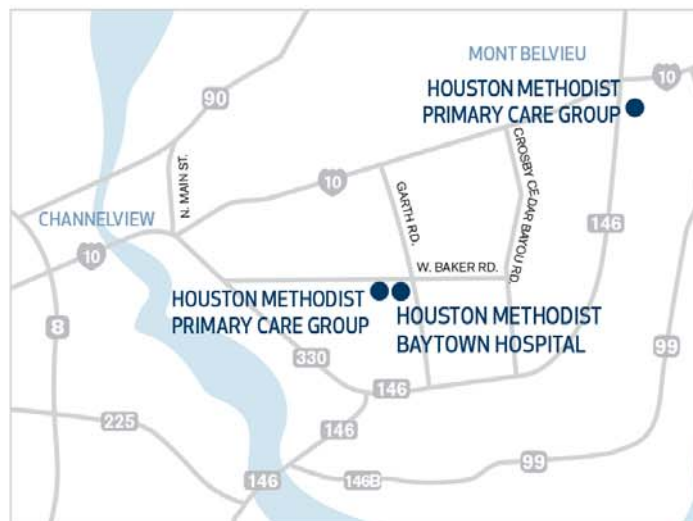 MONT BELVIEU
HOUSTON METHODIST
PRIMARY CARE GROUP
10
90
N. MAIN ST.
10
GARTH RD.
CROSBY CEDAR BAYOU RD.
CHANNELVIEW
10
146
W. BAKER RD.
HOUSTON METHODIST
PRIMARY CARE GROUP
HOUSTON METHODIST
BAYTOWN HOSPITAL
8
330
99
146
225
146
99
146
146B